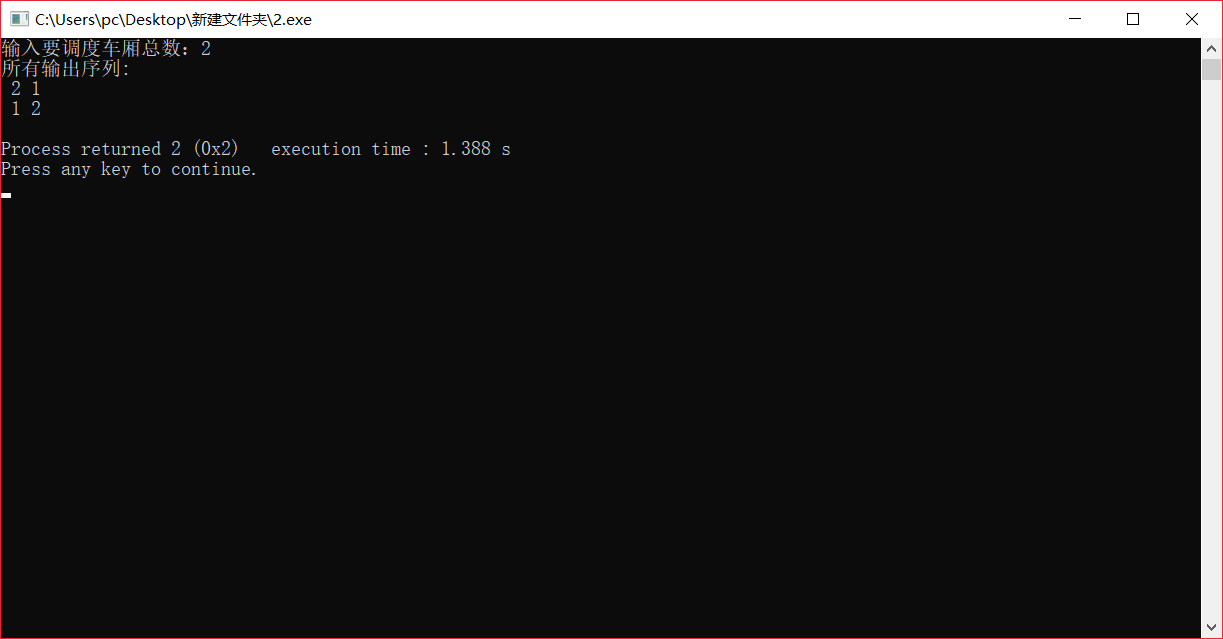 C:\Users\pc\Desktop\新建文件夹\2.exe
输入要调度车厢总数：2
所有输出序列:
2 1
1 2
Process returned 2 (0x2)   execution time : 1.388 s
Press any key to continue.